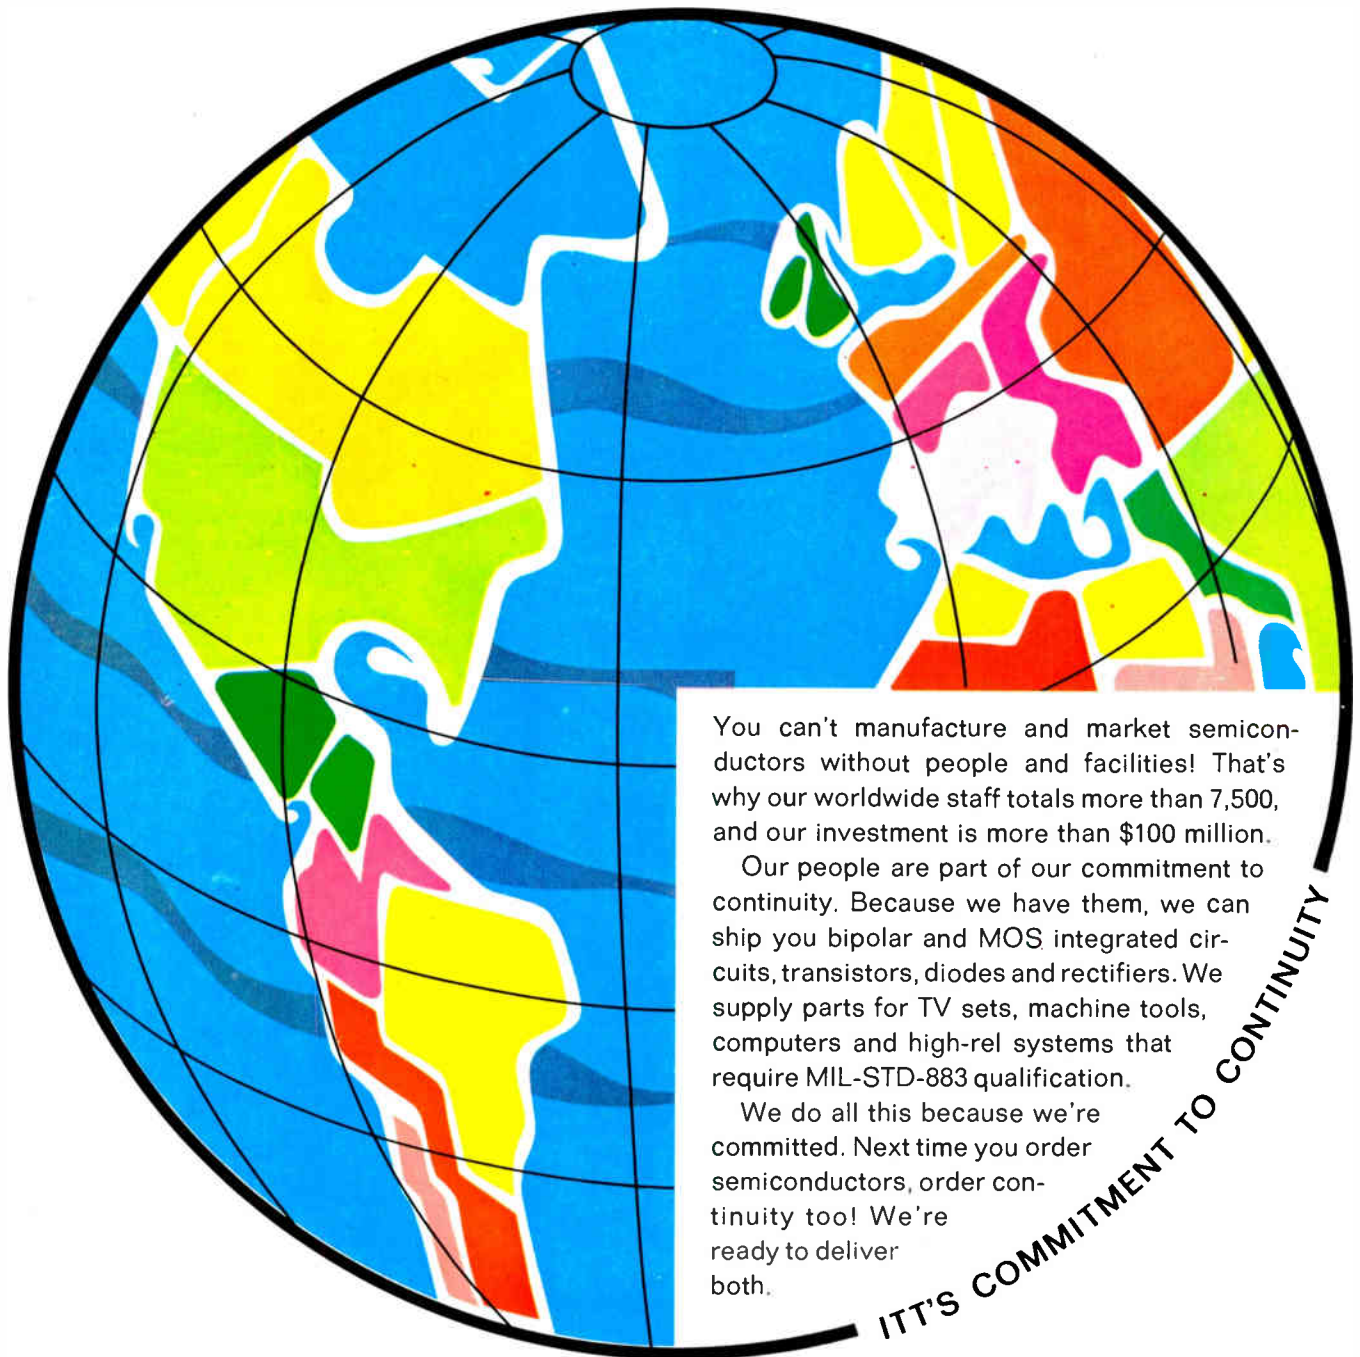 You can't manufacture and market semicon-
ductors without people and facilities! That's
why our worldwide staff totals more than 7,500,
and our investment is more than $100 million.
Our people are part of our commitment to
continuity. Because we have them, we can
ship you bipolar and MOS integrated cir-
cuits, transistors, diodes and rectifiers. We
supply parts for TV sets, machine tools,
computers and high-rel systems that
require MIL-STD-883 qualification.
We do all this because we're
committed. Next time you order
semiconductors, order con-
tinuity too! We're
ready to deliver
both.
ITT'S COMMITMENT TO CONTINUITY